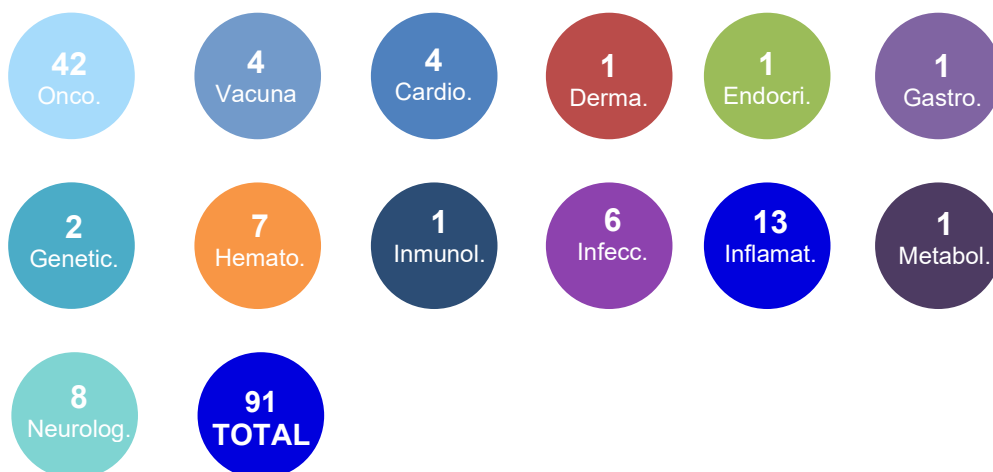 42
Onco.
4
Vacuna
4
Cardio.
1
Derma.
1
Endocri.
1
Gastro.
2
Genetic.
7
Hemato.
1
Inmunol.
6
Infecc.
13
Inflamat.
1
Metabol.
8
Neurolog.
91
TOTAL